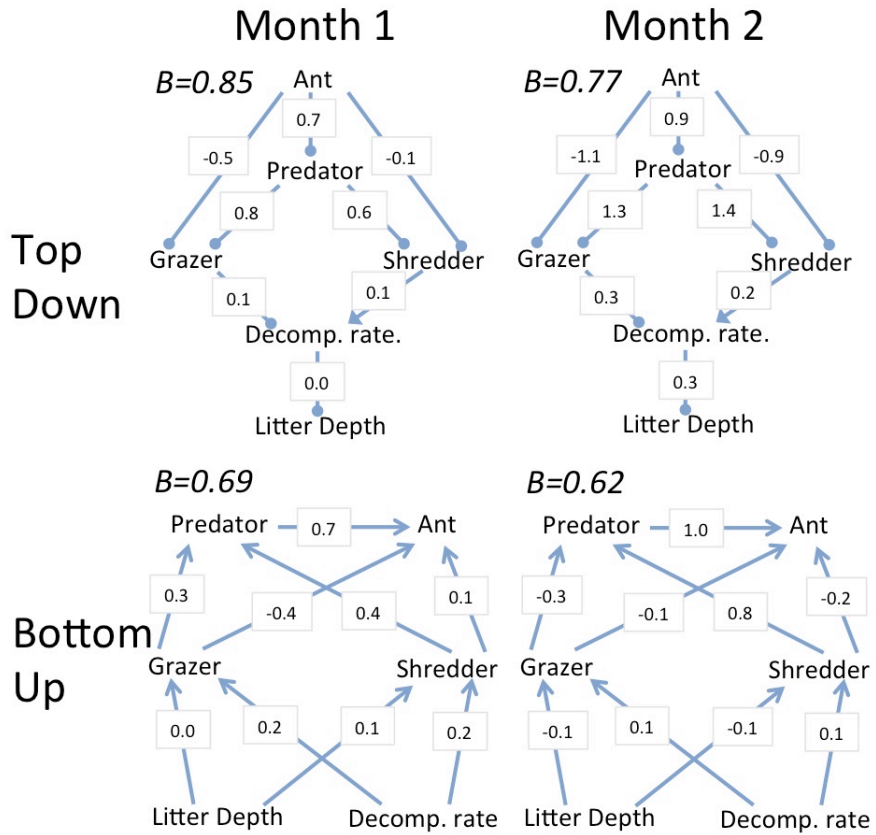 Month 1
Month 2
B=0.85
Ant
0.7
-0.5
-0.1
Predator
0.8
0.6
Grazer
Shredder
0.1
0.1
Decomp. rate.
0.0
Litter Depth
B=0.77
Ant
0.9
-1.1
-0.9
Predator
1.3
1.4
Grazer
Shredder
0.3
0.2
Decomp. rate.
0.3
Litter Depth
Top
Down
B=0.69
Predator
0.7
Ant
0.3
-0.4
0.4
0.1
Grazer
Shredder
0.0
0.2
0.1
0.2
Litter Depth
Decomp. rate
B=0.62
Predator
1.0
Ant
-0.3
-0.1
0.8
-0.2
Grazer
Shredder
-0.1
0.1
-0.1
0.1
Litter Depth
Decomp. rate
Bottom
Up